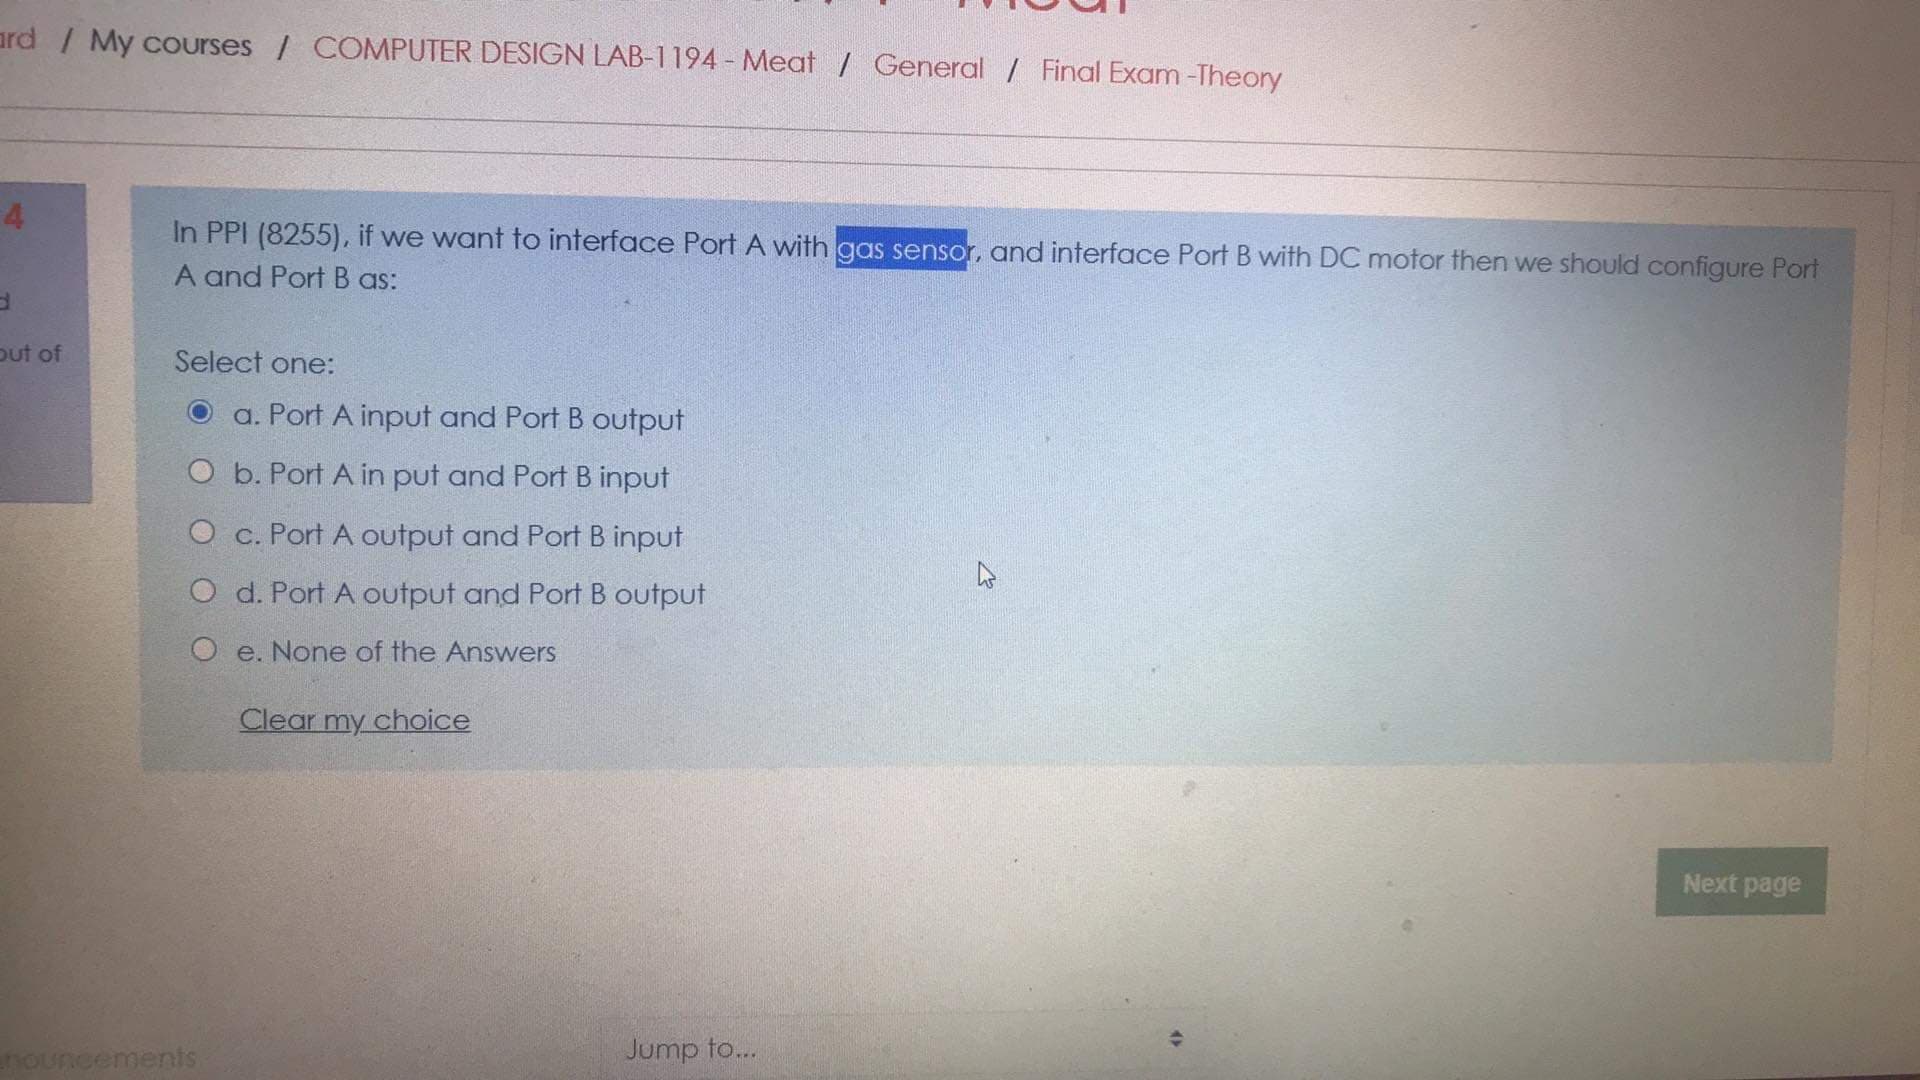 / My courses / COMPUTER DESIGN LAB-1194 - Meat / General / Final Exam -Theory
4
In PPI (8255), if we want to interface Port A with gas sensor, and interface Port B with DC motor then we should configure Port
A and Port B as:
out of
Select one:
a. Port A input and Port B output
b. Port A in put and Port B input
c. Port A output and Port B input
d. Port A output and Port B output
e. None of the Answers
Clear my choice
Next page
Jump to...